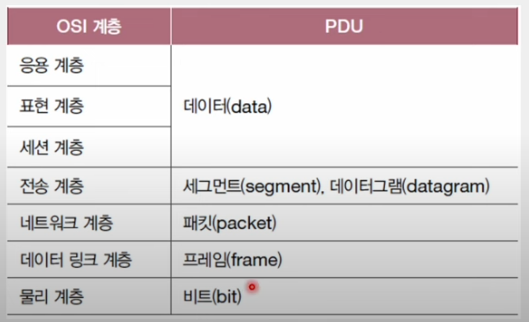 OSI 계층 PDU
응용 계층
표현 계층 데이터(data)
세션 계층
전송 계층 세그먼트(segment), 데이터그램(datagram)
네트워크 계층 패킷(packet)
데이터 링크 계층 프레임(frame)
물리 계층 비트(bit)